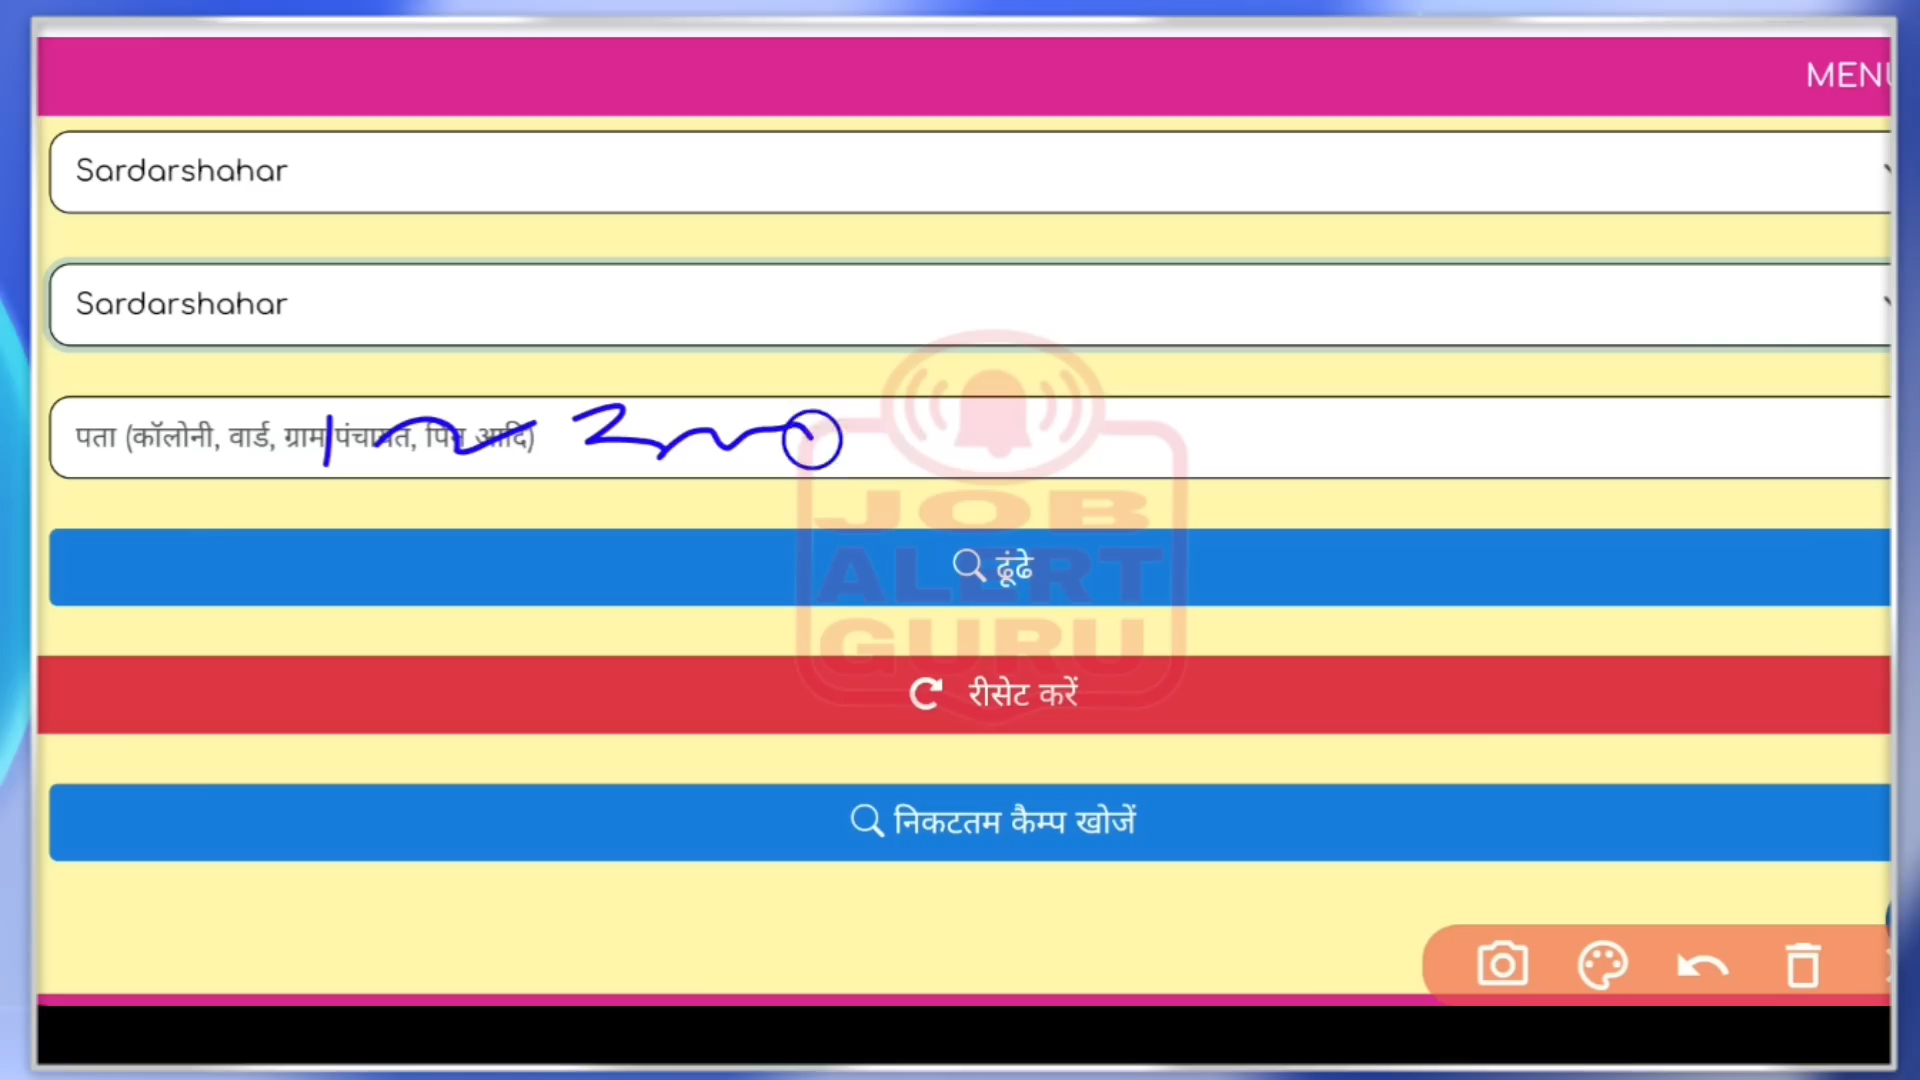 MENU
Sardarshahar
Sardarshahar
पता (कॉलोनी, वार्ड, ग्राम पंचायत, पिन आदि)
JOB
ALERT
GURU
ढूंढे
रीसेट करें
निकटतम कैम्प खोजें